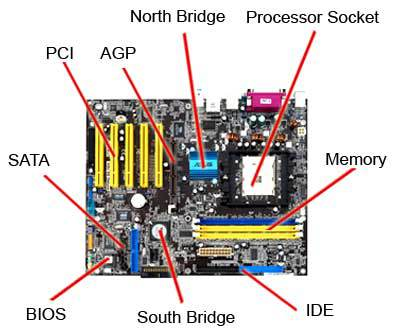 North Bridge
Processor Socket
PCI
AGP
SATA
Memory
BIOS
South Bridge
IDE